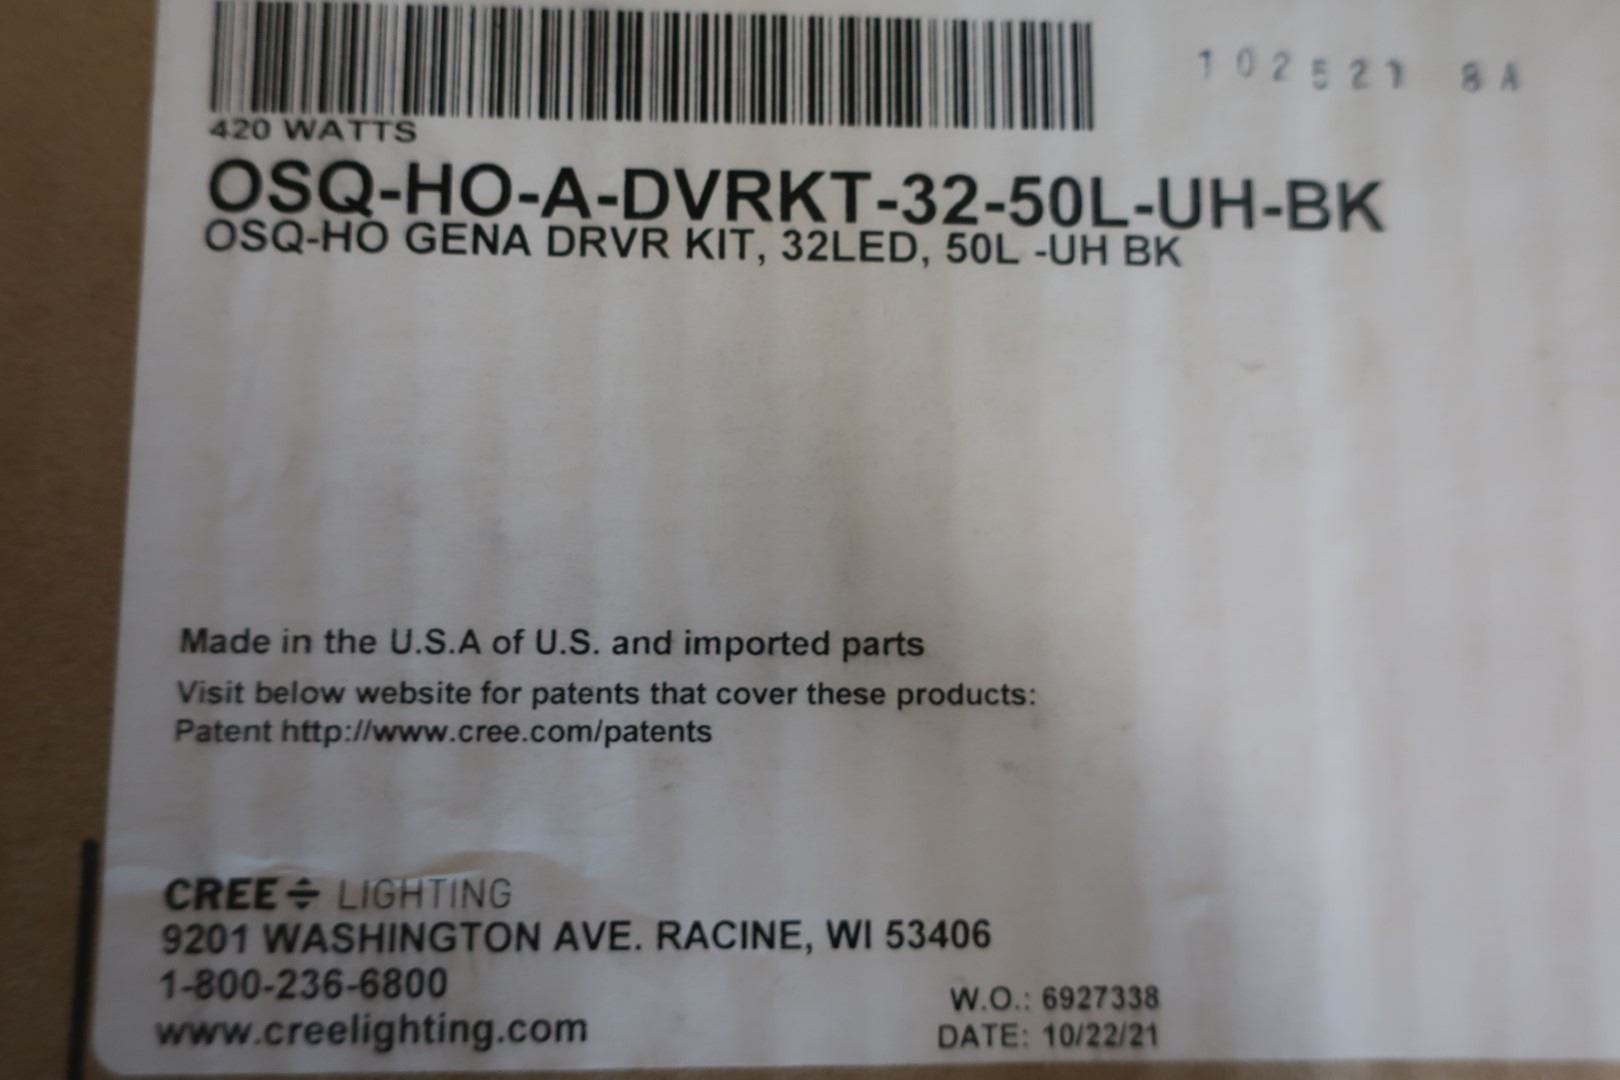 102521 8A
420 WATTS
OSQ-HO-A-DVRKT-32-50L-UH-BK
OSQ-HO GENA DRVR KIT, 32LED, 50L -UH BK
Made in the U.S.A of U.S. and imported parts
Visit below website for patents that cover these products:
Patent http://www.cree.com/patents
CREE LIGHTING
9201 WASHINGTON AVE. RACINE, WI 53406
1-800-236-6800
www.creelighting.com
W.O.: 6927338
DATE: 10/22/21